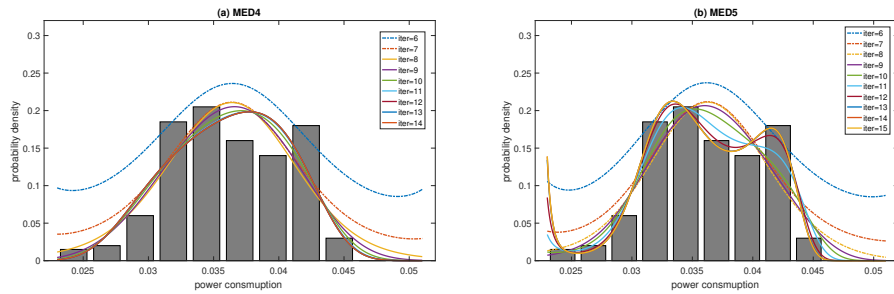 (a) MED4
0.3
0.25
0.2
0.15
0.1
0.05
0
probability density
0.025 0.03 0.035 0.04 0.045 0.05
power consmuption
iter=6
iter=7
iter=8
iter=9
iter=10
iter=11
iter=12
iter=13
iter=14
(b) MED5
0.3
0.25
0.2
0.15
0.1
0.05
0
probability density
0.025 0.03 0.035 0.04 0.045 0.05
power consmuption
iter=6
iter=7
iter=8
iter=9
iter=10
iter=11
iter=12
iter=13
iter=14
iter=15